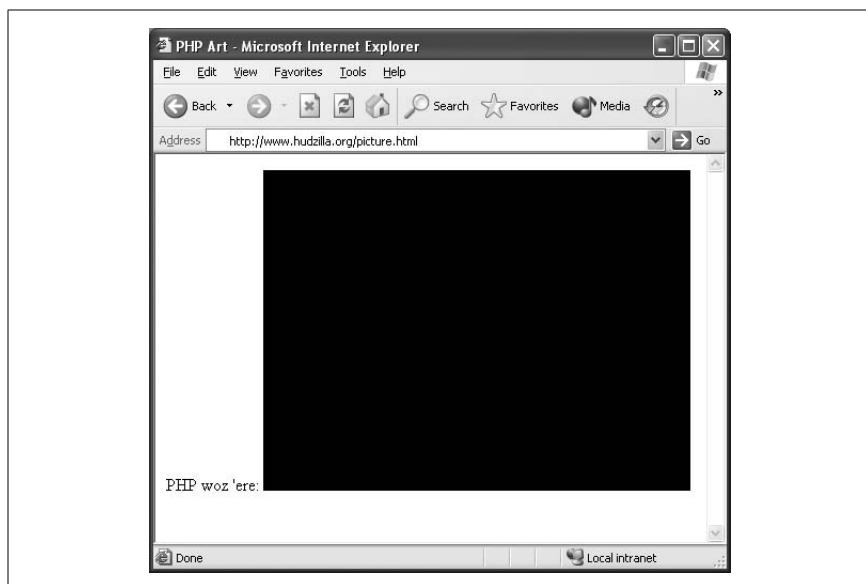 PHP Art - Microsoft Internet Explorer
File Edit View Favorites Tools Help
Back Search Favorites Media »
Address http://www.hudzilla.org/picture.html Go
PHP woz 'ere:
Done Local intranet